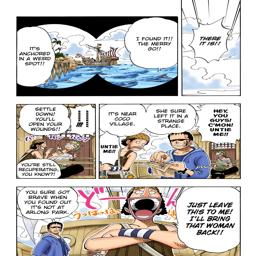 THERE
IT IS!!
I FOUND IT!!
THE MERRY
GO!!
IT'S
ANCHORED
IN A WEIRD
SPOT!!
HEY,
YOU
GUYS!
C'MON!
UNTIE
ME!!
SHE SURE
LEFT IT IN A
STRANGE
PLACE.
IT'S NEAR
COCO
VILLAGE.
UNTIE
ME!!
SETTLE
DOWN!
YOU'LL
OPEN YOUR
WOUNDS!!
YOU'RE STILL
RECUPERATING,
YOU KNOW?!
JUST LEAVE
THIS TO ME!
I'LL BRING
THAT WOMAN
BACK!!
YOU SURE GOT
BRAVE WHEN
YOU FOUND OUT
IT'S NOT AT
ARLONG PARK.